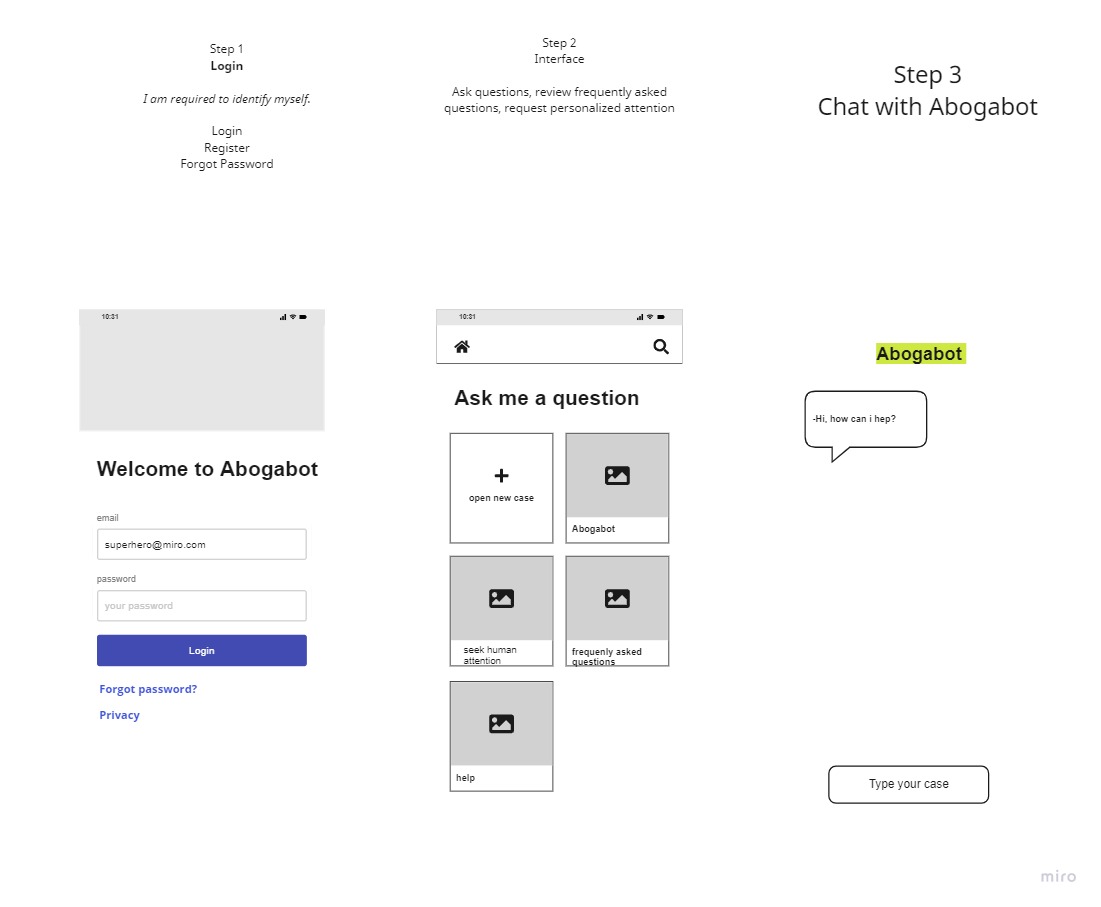 Step 1
Login
I am required to identify myself.
Login
Register
Forgot Password
Step 2
Interface
Ask questions, review frequently asked
questions, request personalized attention
Step 3
Chat with Abogabot
10:31
Welcome to Abogabot
email
superhero@miro.com
password
your password
Login
Forgot password?
Privacy
10:31
Ask me a question
open new case
Abogabot
seek human
attention
frequenly asked
questions
help
Abogabot
-Hi, how can i hep?
Type your case
miro